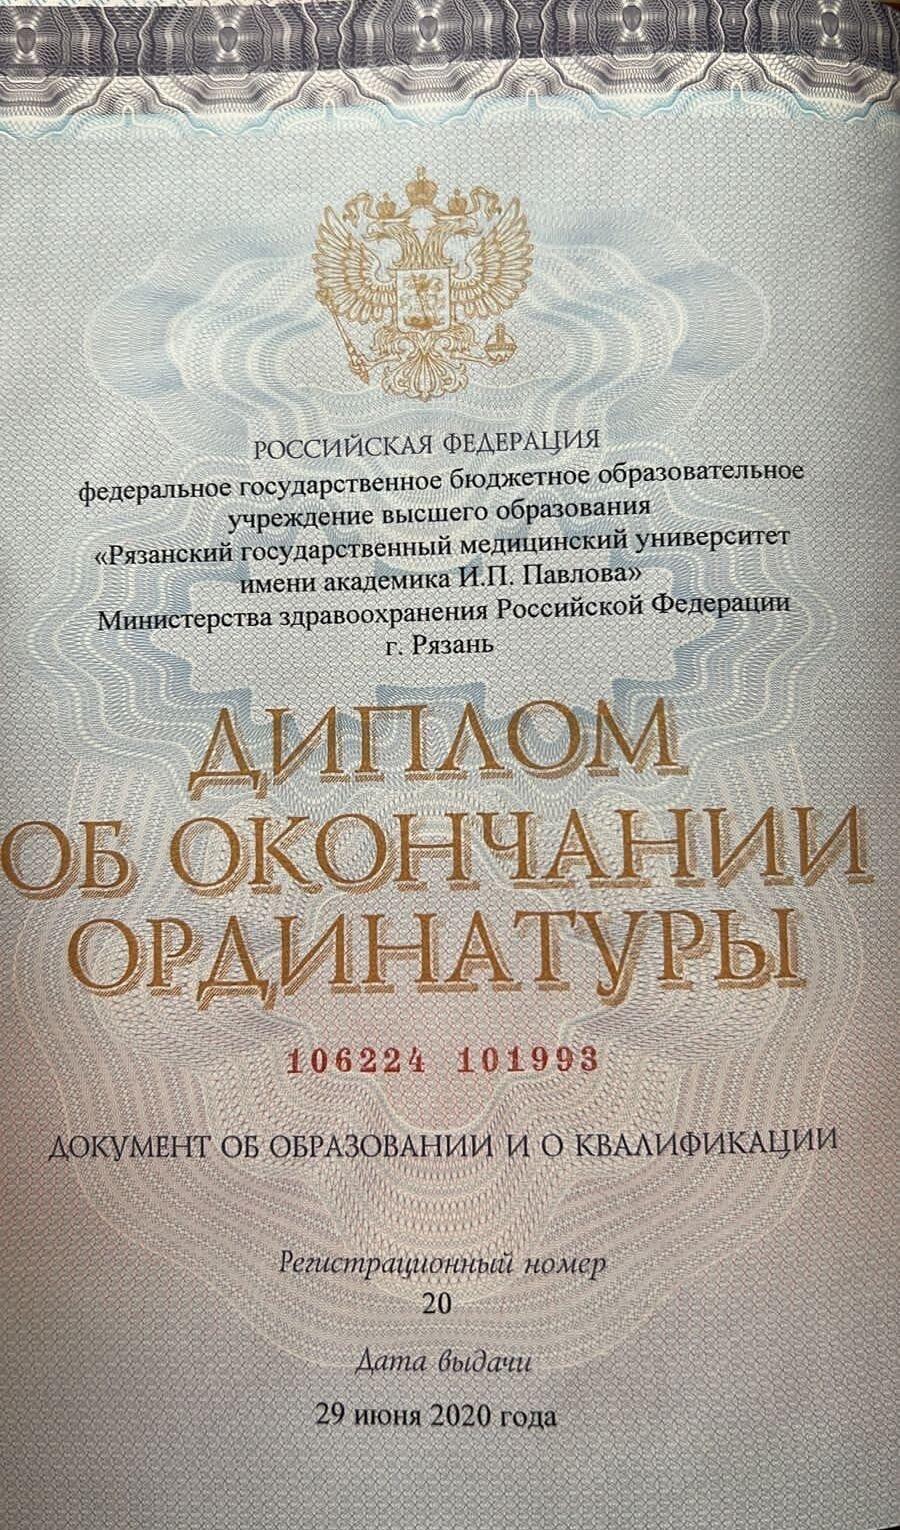 РОССИЙСКАЯ ФЕДЕРАЦИЯ
федеральное государственное бюджетное образовательное
учреждение высшего образования
«Рязанский государственный медицинский университет
имени академика И.П. Павлова»
Министерства здравоохранения Российской Федерации
г. Рязань
ДИПЛОМ
ОБ ОКОНЧАНИИ
ОРДИНАТУРЫ
106224 101993
ДОКУМЕНТ ОБ ОБРАЗОВАНИИ И О КВАЛИФИКАЦИИ
Регистрационный номер
20
Дата выдачи
29 июня 2020 года